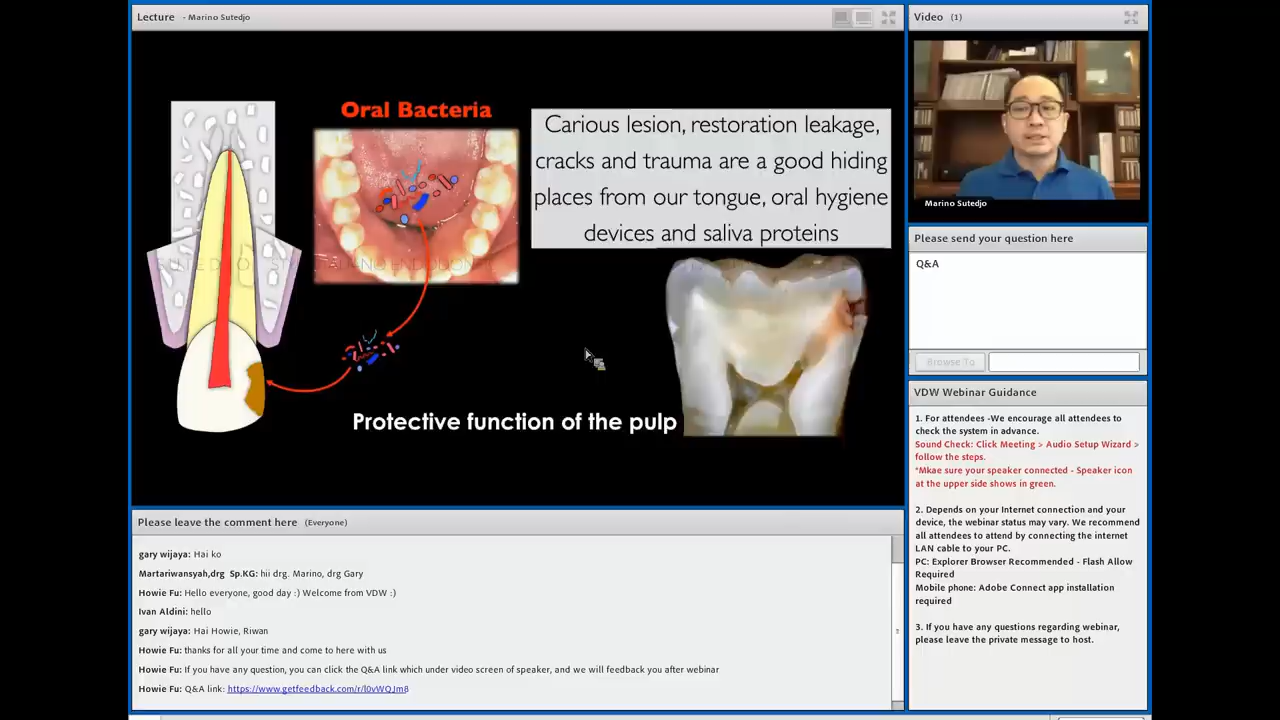 Lecture - Marino Sutedjo
Oral Bacteria
Carious lesion, restoration leakage,
cracks and trauma are a good hiding
places from our tongue, oral hygiene
devices and saliva proteins
Protective function of the pulp
Video (1)
Marino Sutedjo
Please send your question here
Q&A
Browse To
VDW Webinar Guidance
1. For attendees -We encourage all attendees to
check the system in advance.
Sound Check: Click Meeting > Audio Setup Wizard >
follow the steps.
*Mkae sure your speaker connected - Speaker icon
at the upper side shows in green.
2. Depends on your Internet connection and your
device, the webinar status may vary. We recommend
all attendees to attend by connecting the internet
LAN cable to your PC.
PC: Explorer Browser Recommended - Flash Allow
Required
Mobile phone: Adobe Connect app installation
required
3. If you have any questions regarding webinar,
please leave the private message to host.
Please leave the comment here (Everyone)
gary wijaya: Hai ko
Martariwansyah,drg Sp.KG: hii drg. Marino, drg Gary
Howie Fu: Hello everyone, good day :) Welcome from VDW :)
Ivan Aldini: hello
gary wijaya: Hai Howie, Riwan
Howie Fu: thanks for all your time and come to here with us
Howie Fu: If you have any question, you can click the Q&A link which under video screen of speaker, and we will feedback you after webinar
Howie Fu: Q&A link: https://www.getfeedback.com/r/l0vWQJm8